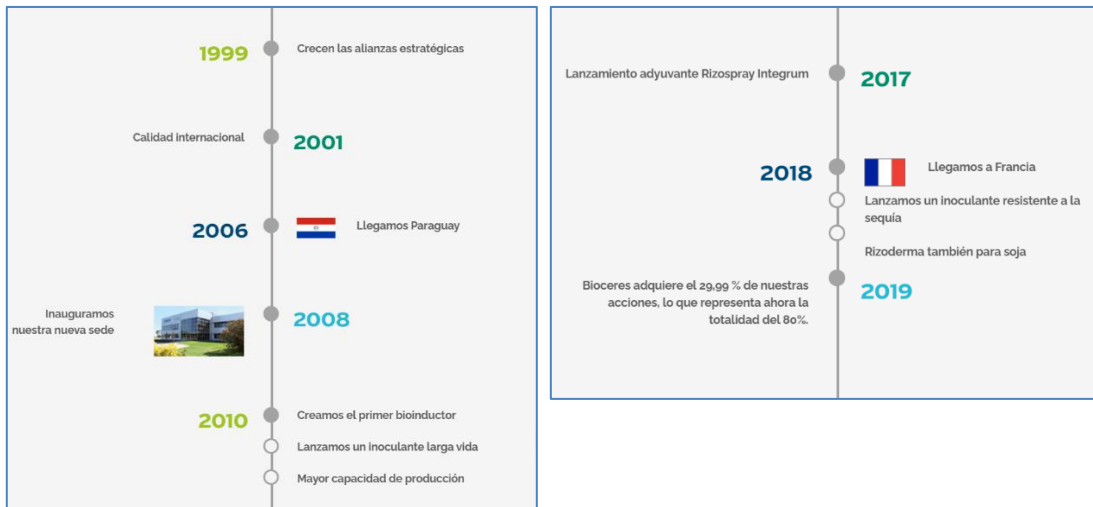 1999
Crecen las alianzas estratégicas
Calidad internacional
2001
2006
Llegamos Paraguay
Inauguramos
nuestra nueva sede
2008
2010
Creamos el primer bioinductor
Lanzamos un inoculante larga vida
Mayor capacidad de producción
Lanzamiento adyuvante Rizospray Integrum
2017
2018
Llegamos a Francia
Lanzamos un inoculante resistente a la
sequía
Rizoderma también para soja
Bioceres adquiere el 29,99 % de nuestras
acciones, lo que representa ahora la
totalidad del 80%.
2019